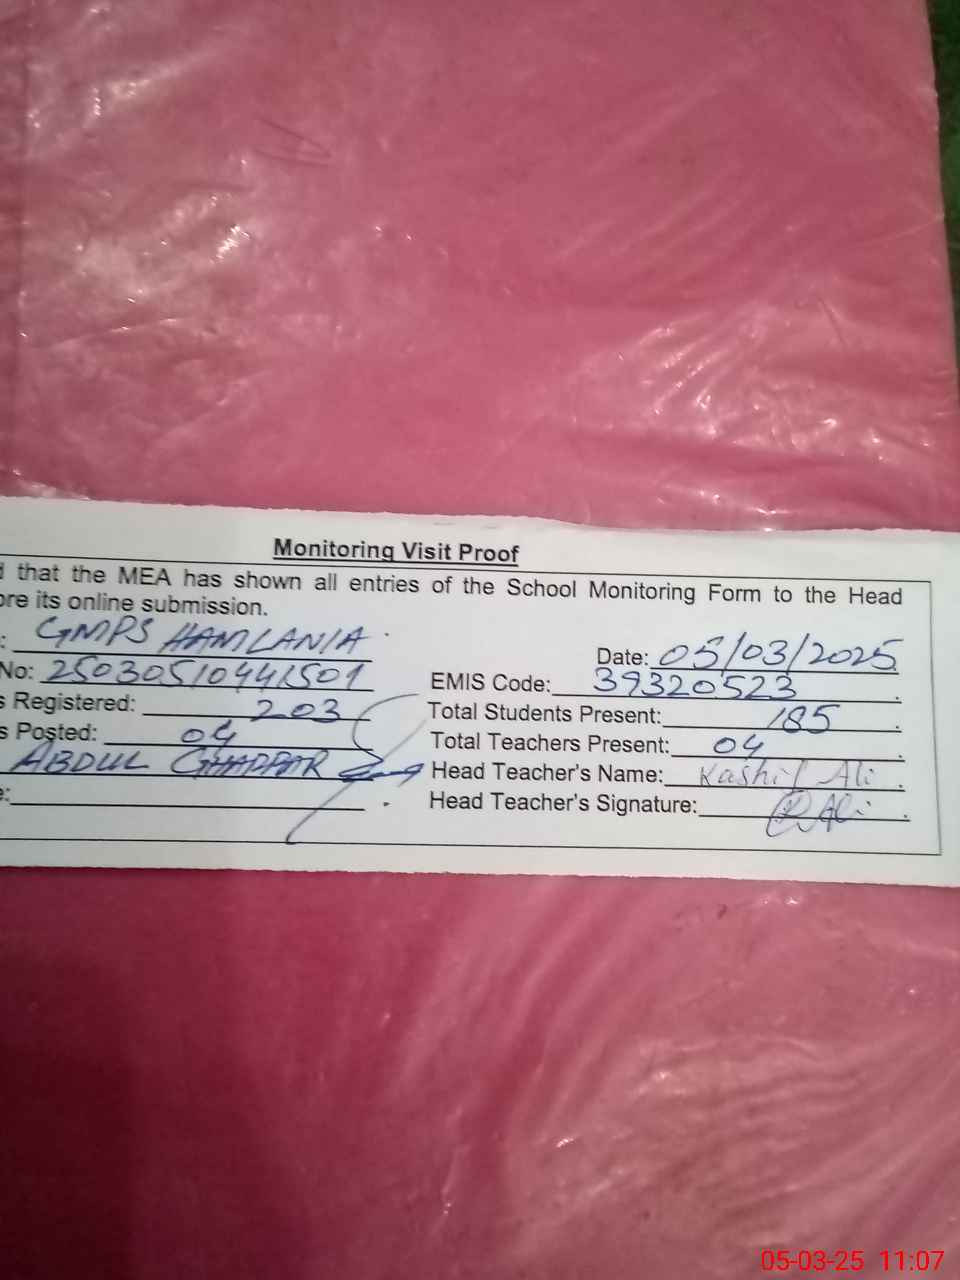 Monitoring Visit Proof
that the MEA has shown all entries of the School Monitoring Form to the Head
ore its online submission.
: GMPS HAMLANIA Date: 05/03/2025
No: 25030510441501 EMIS Code: 39320523
s Registered: 203 Total Students Present: 185
s Posted: 04 Total Teachers Present: 04
ABDUL GHAFFAR Head Teacher's Name: Kashif Ali
e: Head Teacher's Signature: Ali
05-03-25 11:07